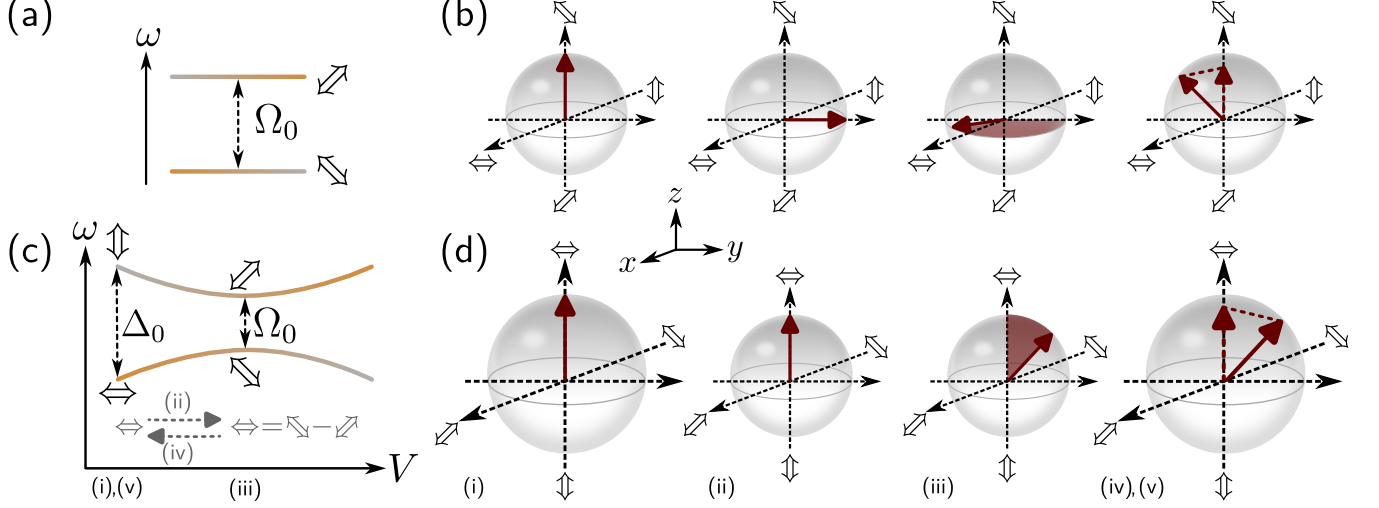 (a)
ω
Ω₀
(b)
z
x
y
(c)
ω
Δ₀
Ω₀
(ii)
⇔ ⇔=⤡−⤢
(iv)
V
(i),(v)
(iii)
(d)
(i)
(ii)
(iii)
(iv),(v)